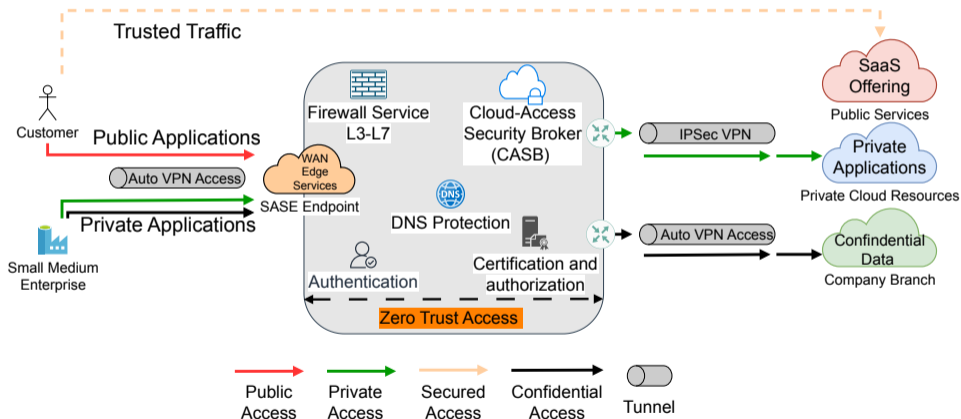 Trusted Traffic
Customer
Public Applications
Auto VPN Access
Private Applications
Small Medium
Enterprise
WAN
Edge
Services
SASE Endpoint
Firewall Service
L3-L7
Cloud-Access
Security Broker
(CASB)
DNS
DNS Protection
Authentication
Certification and
authorization
Zero Trust Access
IPSec VPN
Auto VPN Access
SaaS
Offering
Public Services
Private
Applications
Private Cloud Resources
Confindential
Data
Company Branch
Public
Access
Private
Access
Secured
Access
Confidential
Access
Tunnel